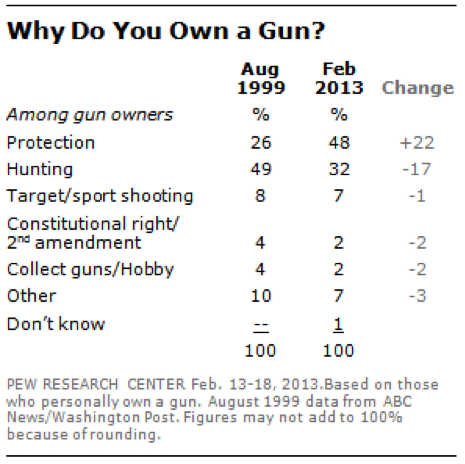 Why Do You Own a Gun?
Aug 1999 Feb 2013 Change
Among gun owners % %
Protection 26 48 +22
Hunting 49 32 -17
Target/sport shooting 8 7 -1
Constitutional right/
2nd amendment 4 2 -2
Collect guns/Hobby 4 2 -2
Other 10 7 -3
Don't know -- 1
100 100
PEW RESEARCH CENTER Feb. 13-18, 2013.Based on those
who personally own a gun. August 1999 data from ABC
News/Washington Post. Figures may not add to 100%
because of rounding.